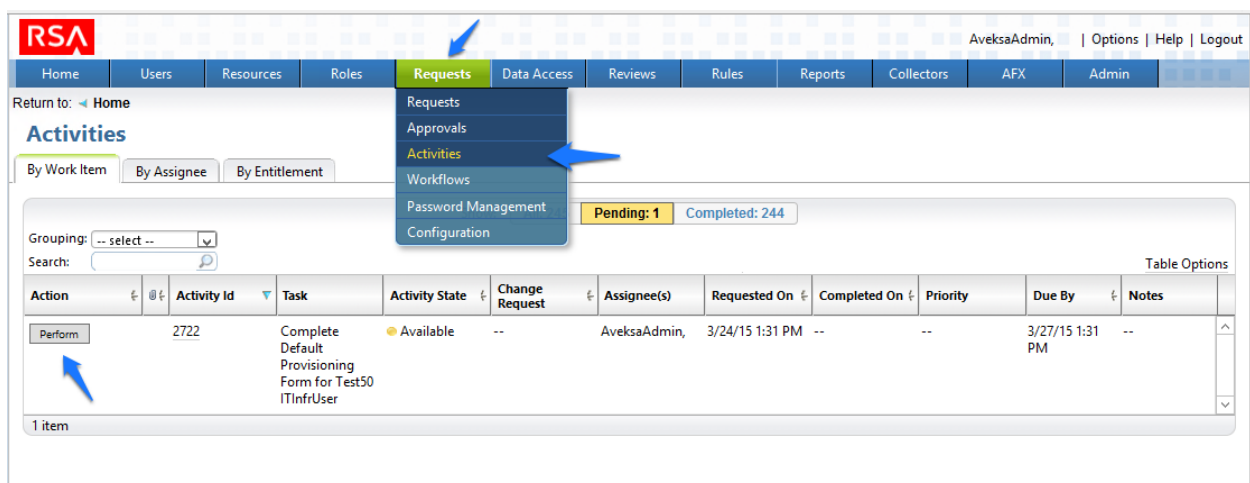 RSA
AveksaAdmin, | Options | Help | Logout
Home Users Resources Roles Requests Data Access Reviews Rules Reports Collectors AFX Admin
Return to: Home
Requests
Approvals
Activities
Workflows
Password Management
Configuration
Activities
By Work Item By Assignee By Entitlement
Pending: 1 Completed: 244
Grouping: -- select --
Search:
Table Options
Action Activity Id Task Activity State Change Request Assignee(s) Requested On Completed On Priority Due By Notes
Perform 2722 Complete ● Available -- AveksaAdmin, 3/24/15 1:31 PM -- -- 3/27/15 1:31 --
Default PM
Provisioning
Form for Test50
ITInfrUser
1 item